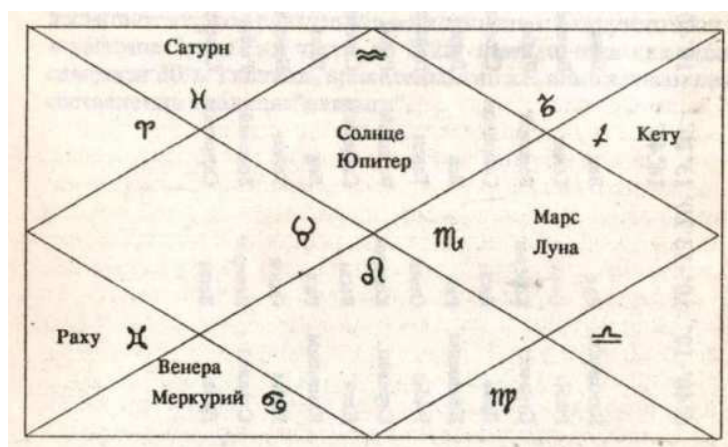 Сатурн ♒
♓ ♑
♈ Солнце ♐ Кету
Юпитер
♉ ♏ Марс
Луна
♌
Раху ♊ ♎
Венера
Меркурий ♋ ♍